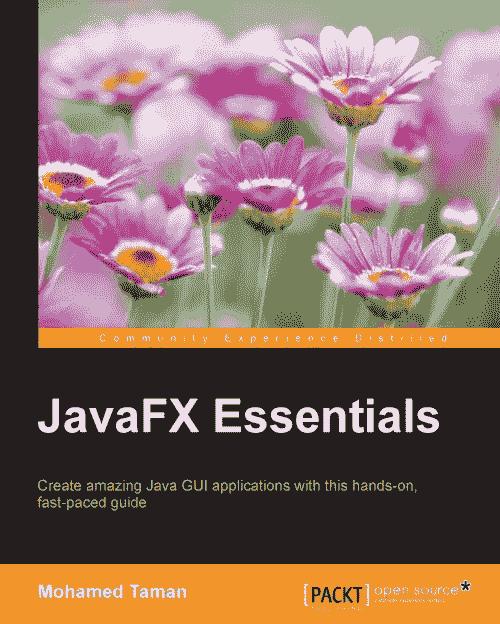 Community Experience Distilled
JavaFX Essentials
Create amazing Java GUI applications with this hands-on,
fast-paced guide
Mohamed Taman
[PACKT] open source*